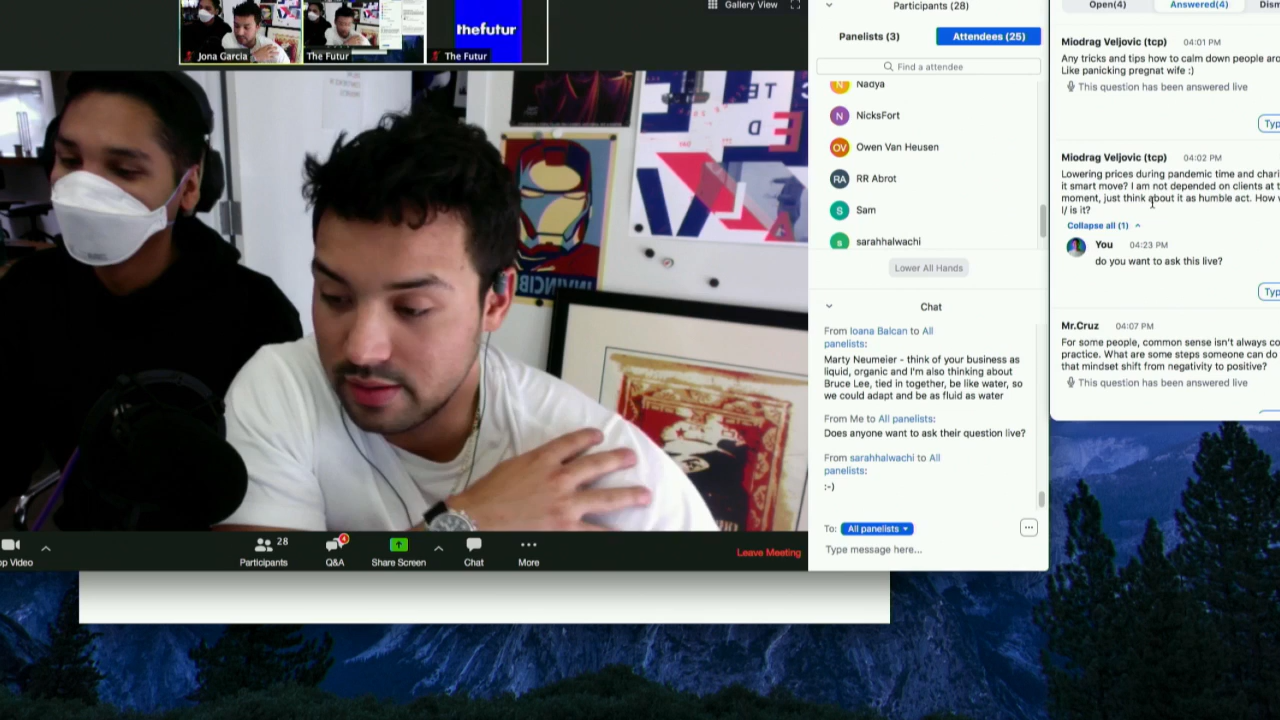 Gallery View
thefutur
Jona Garcia
The Futur
The Futur
INVINCIBL
op Video
Participants
28
Q&A
4
Share Screen
Chat
More
Leave Meeting
Participants (28)
Panelists (3)
Attendees (25)
Find a attendee
N
Nadya
N
NicksFort
OV
Owen Van Heusen
RA
RR Abrot
S
Sam
s
sarahhalwachi
Lower All Hands
Chat
From Ioana Balcan to All
panelists:
Marty Neumeier - think of your business as
liquid, organic and I'm also thinking about
Bruce Lee, tied in together, be like water, so
we could adapt and be as fluid as water
From Me to All panelists:
Does anyone want to ask their question live?
From sarahhalwachi to All
panelists:
:-)
To: All panelists
Type message here...
Open(4)
Answered(4)
Dism
Miodrag Veljovic (tcp) 04:01 PM
Any tricks and tips how to calm down people aro
Like panicking pregnat wife :)
This question has been answered live
Typ
Miodrag Veljovic (tcp) 04:02 PM
Lowering prices during pandemic time and chari
it smart move? I am not depended on clients at t
moment, just think about it as humble act. How v
I/ is it?
Collapse all (1)
You 04:23 PM
do you want to ask this live?
Typ
Mr.Cruz 04:07 PM
For some people, common sense isn't always co
practice. What are some steps someone can do
that mindset shift from negativity to positive?
This question has been answered live